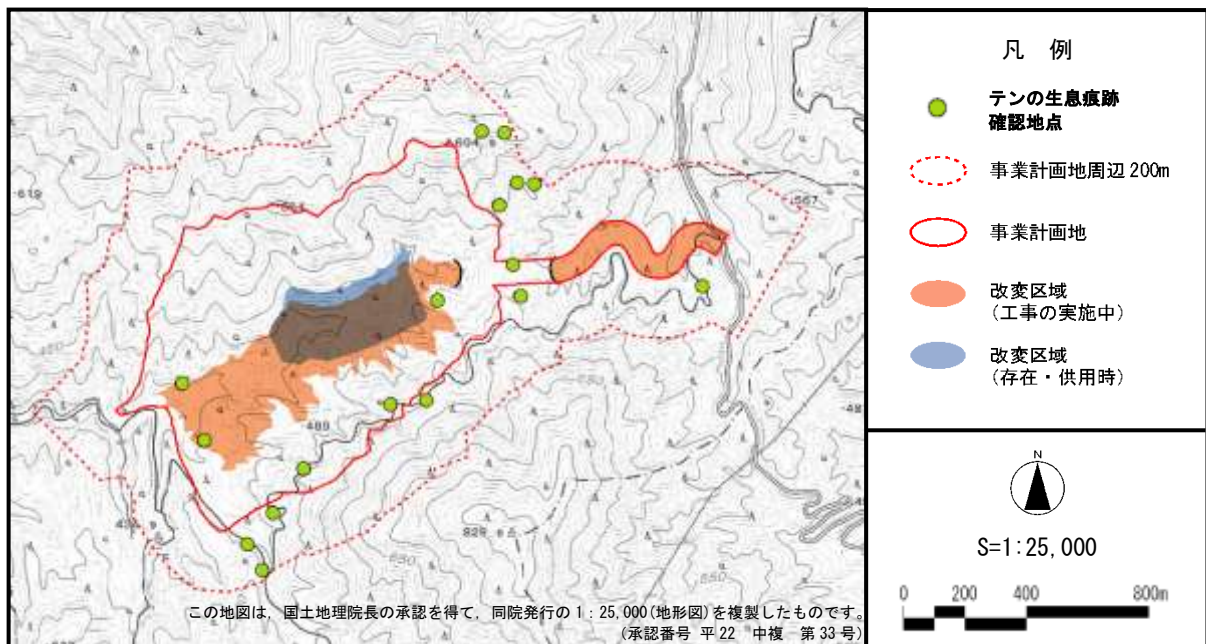 604
619
567
489
829
550
550
この地図は，国土地理院長の承認を得て，同院発行の1：25,000(地形図)を複製したものです。
(承認番号 平22 中複 第33号)
凡 例
テンの生息痕跡
確認地点
事業計画地周辺200m
事業計画地
改変区域
(工事の実施中)
改変区域
(存在・供用時)
N
S=1:25,000
0 200 400 800m